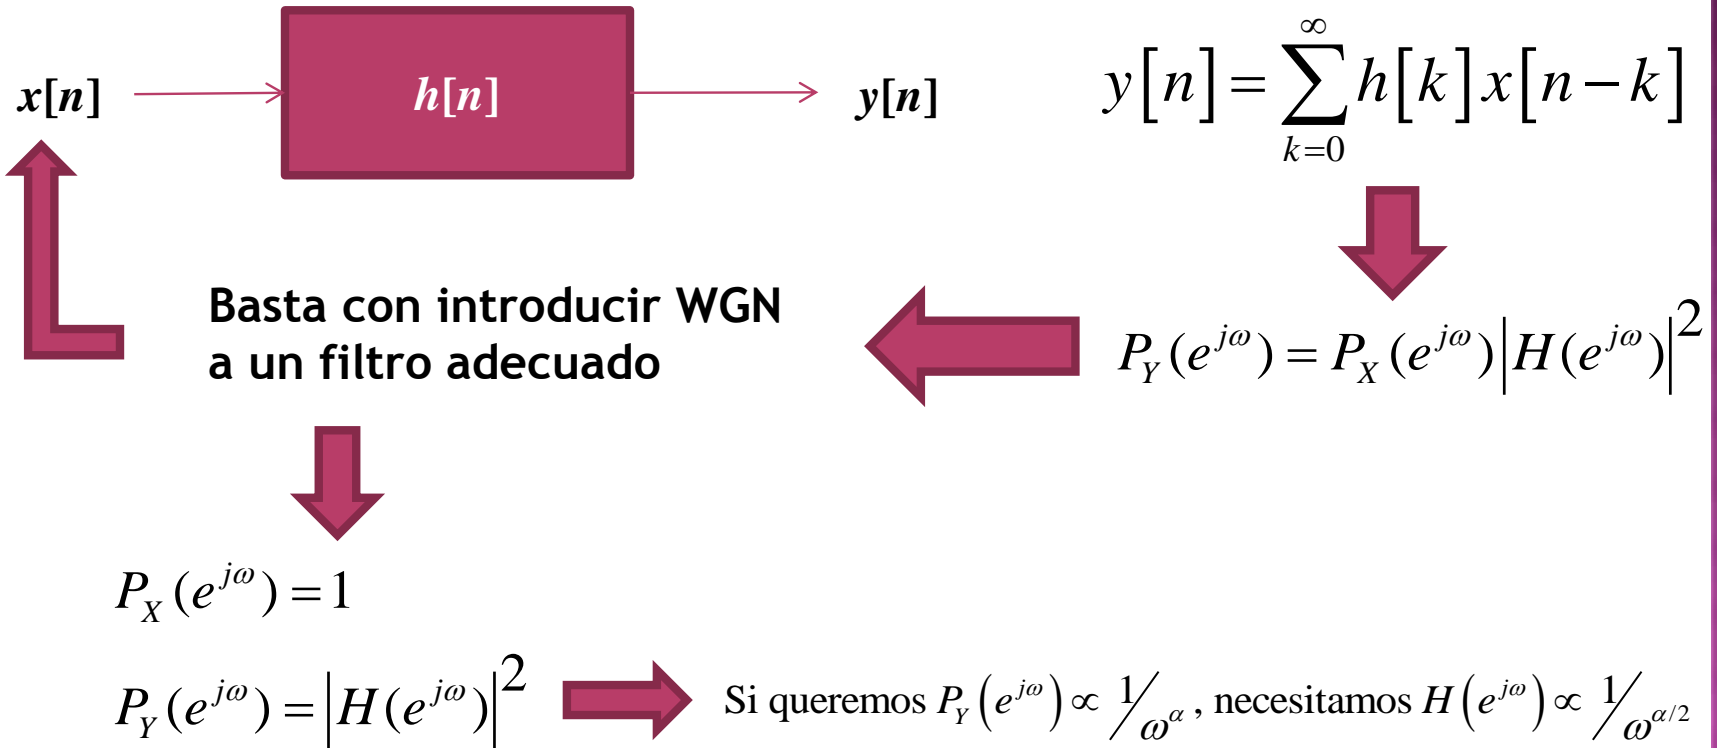 x[n]
h[n]
y[n]
y[n] = ∑_{k=0}^{∞} h[k] x[n − k]
Basta con introducir WGN
a un filtro adecuado
P_Y(e^{jω}) = P_X(e^{jω})|H(e^{jω})|^2
P_X(e^{jω}) = 1
P_Y(e^{jω}) = |H(e^{jω})|^2
Si queremos P_Y(e^{jω}) ∝ 1/ω^α, necesitamos H(e^{jω}) ∝ 1/ω^{α/2}